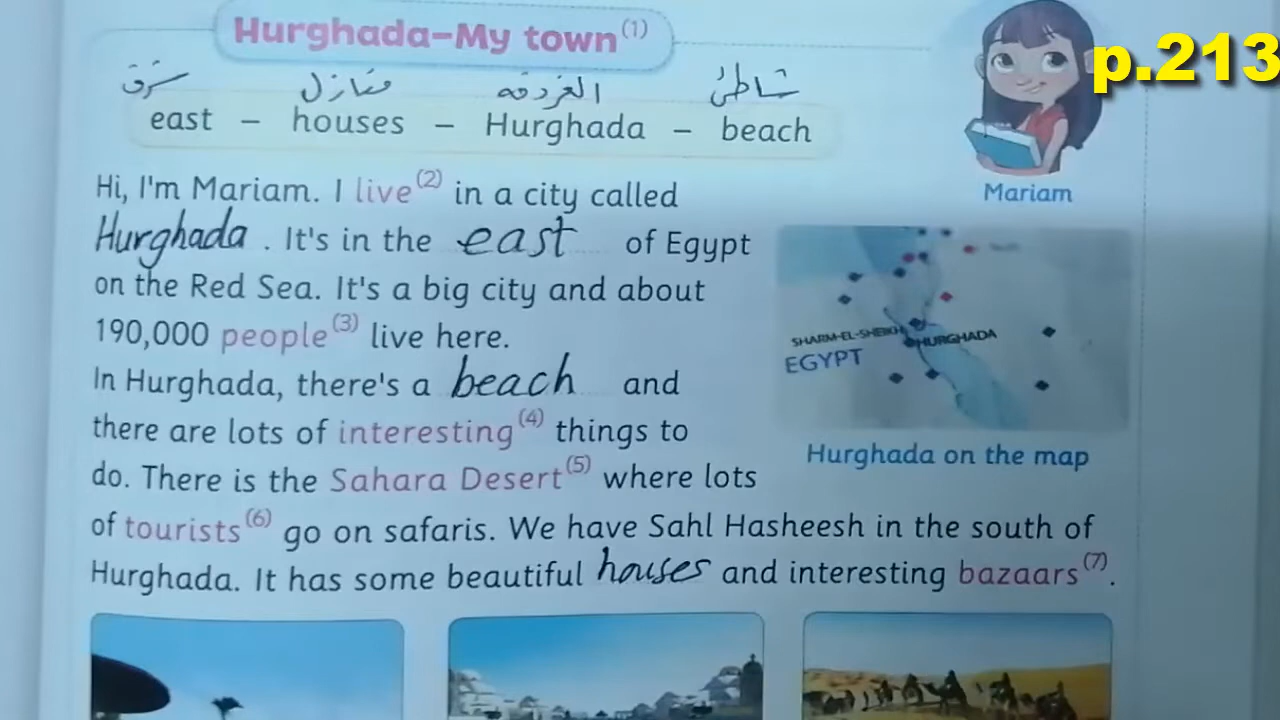 Hurghada–My town(1)
p.213
شرق منازل الغردقة شاطئ
east – houses – Hurghada – beach
Mariam
Hi, I'm Mariam. I live(2) in a city called
Hurghada . It's in the east of Egypt
on the Red Sea. It's a big city and about
190,000 people(3) live here.
In Hurghada, there's a beach and
there are lots of interesting(4) things to
do. There is the Sahara Desert(5) where lots
of tourists(6) go on safaris. We have Sahl Hasheesh in the south of
Hurghada. It has some beautiful houses and interesting bazaars(7).
SHARM-EL-SHEIKH
HURGHADA
EGYPT
Hurghada on the map